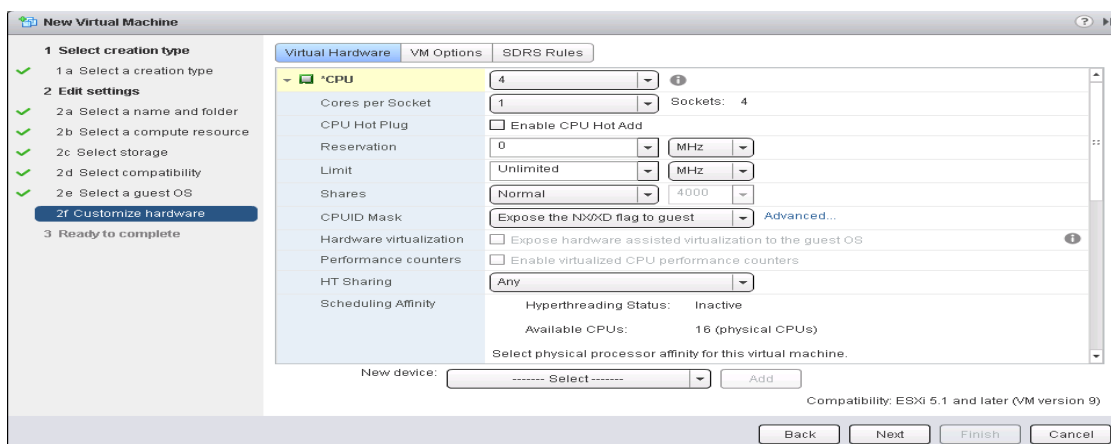 New Virtual Machine
1 Select creation type
1a Select a creation type
2 Edit settings
2a Select a name and folder
2b Select a compute resource
2c Select storage
2d Select compatibility
2e Select a guest OS
2f Customize hardware
3 Ready to complete
Virtual Hardware VM Options SDRS Rules
*CPU 4
Cores per Socket 1 Sockets: 4
CPU Hot Plug Enable CPU Hot Add
Reservation 0 MHz
Limit Unlimited MHz
Shares Normal 4000
CPUID Mask Expose the NX/XD flag to guest Advanced...
Hardware virtualization Expose hardware assisted virtualization to the guest OS
Performance counters Enable virtualized CPU performance counters
HT Sharing Any
Scheduling Affinity Hyperthreading Status: Inactive
Available CPUs: 16 (physical CPUs)
Select physical processor affinity for this virtual machine.
New device: ------- Select ------- Add
Compatibility: ESXi 5.1 and later (VM version 9)
Back Next Finish Cancel